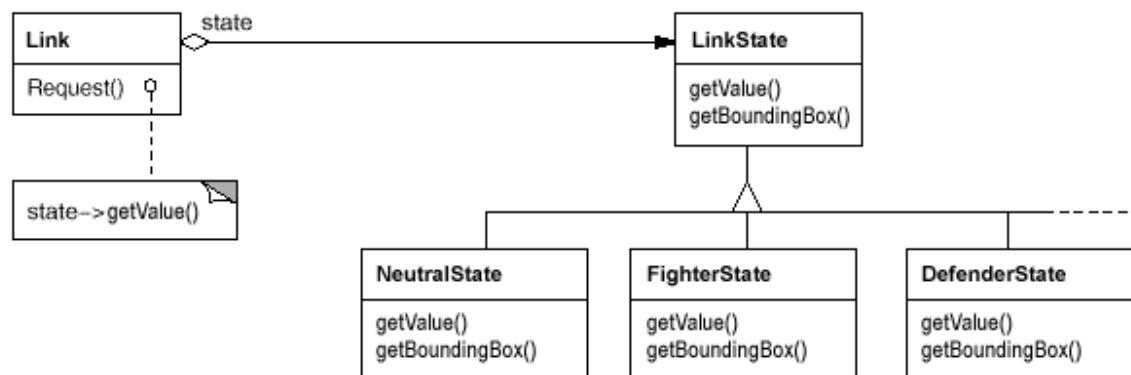 state
Link
Request()
state->getValue()
LinkState
getValue()
getBoundingBox()
NeutralState
getValue()
getBoundingBox()
FighterState
getValue()
getBoundingBox()
DefenderState
getValue()
getBoundingBox()